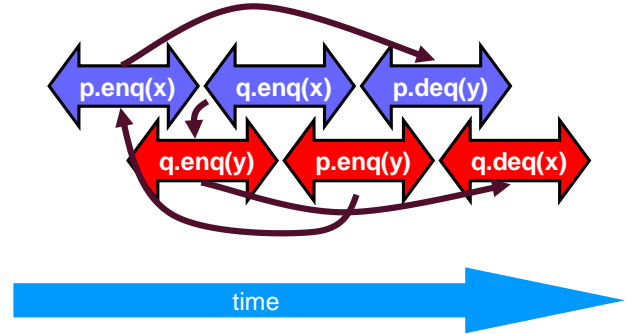 p.enq(x) q.enq(x) p.deq(y)
q.enq(y) p.enq(y) q.deq(x)
time